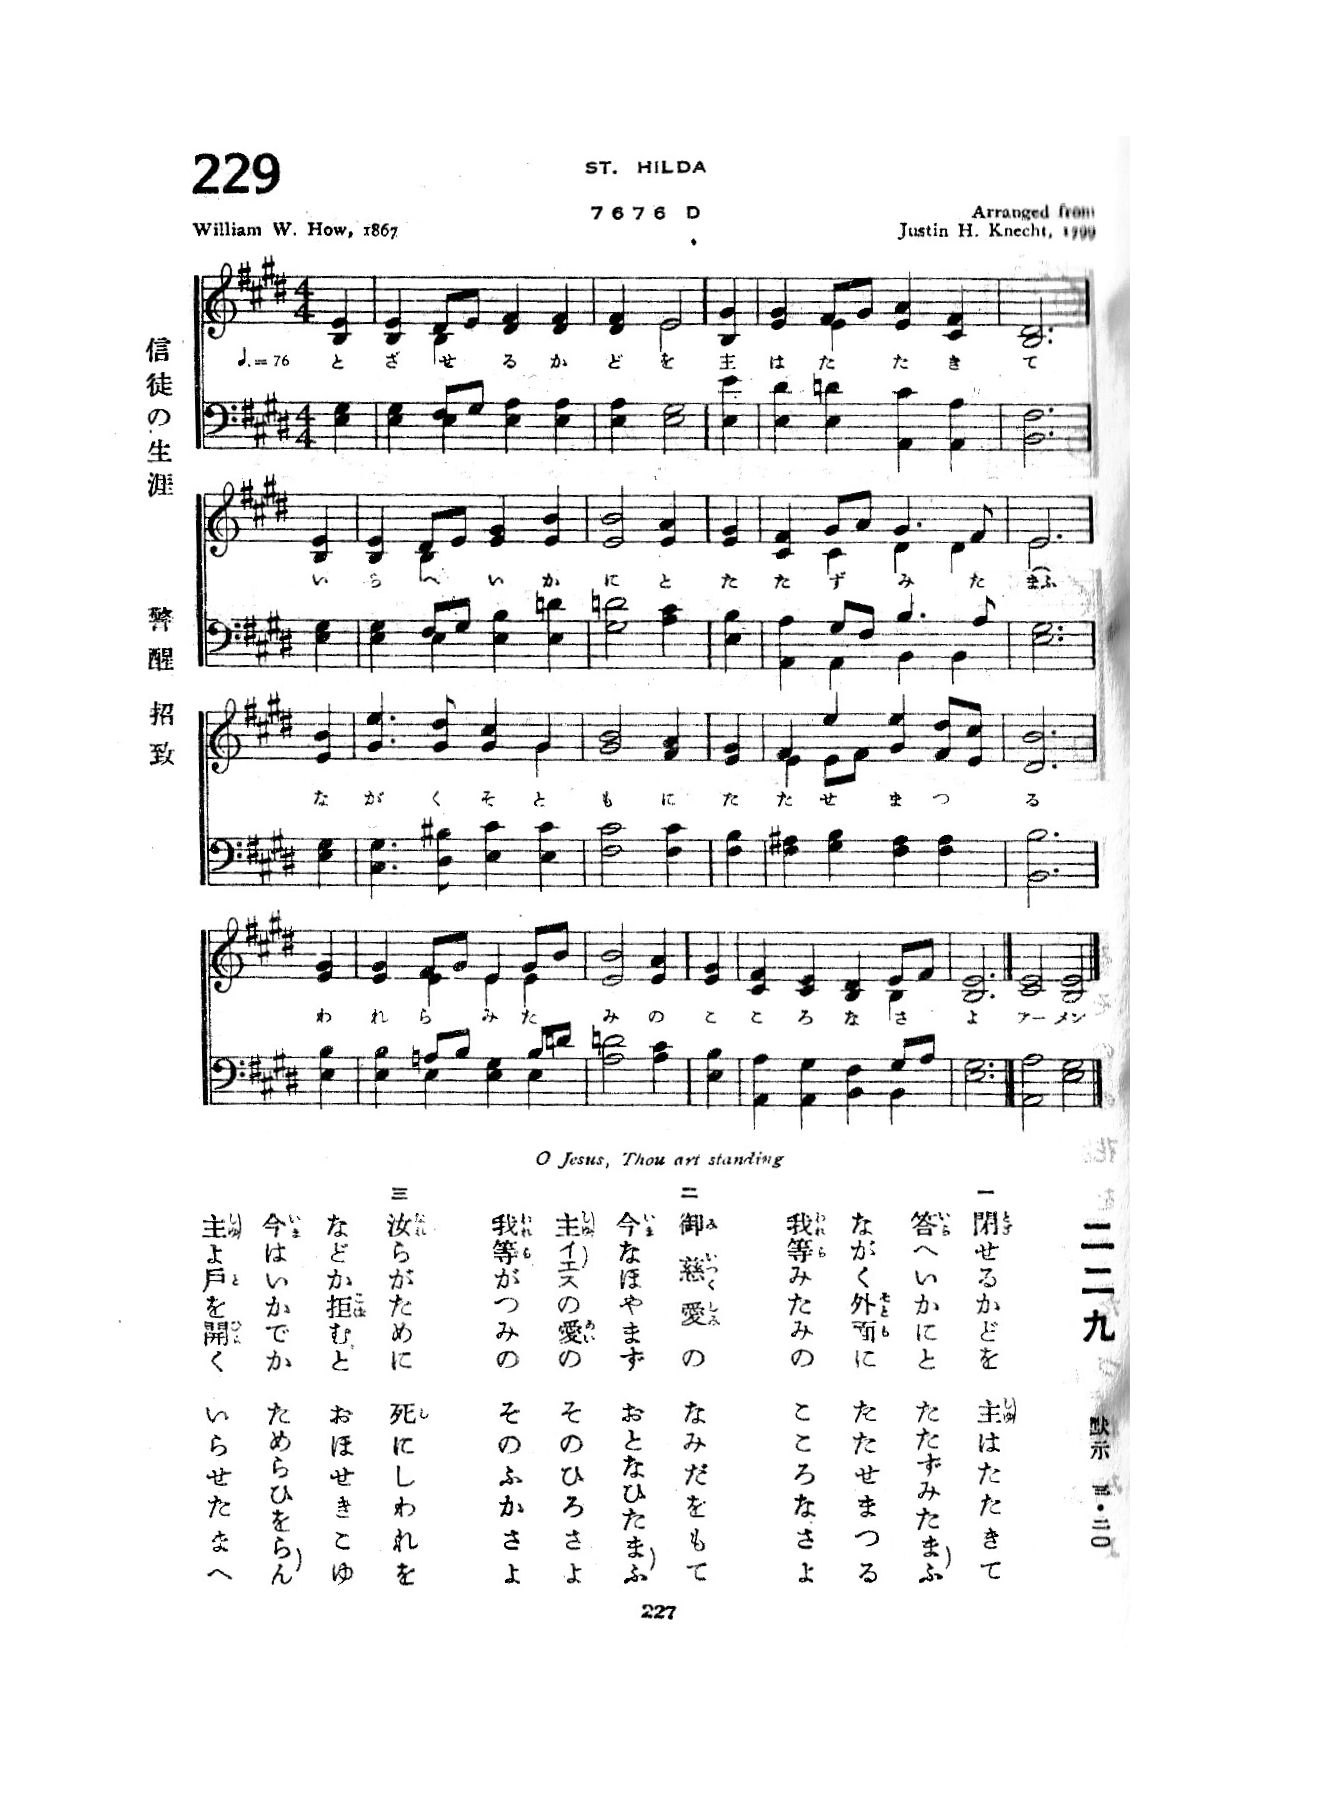 229
ST. HILDA
7 6 7 6 D
William W. How, 1867
Arranged from
Justin H. Knecht, 1799
信徒の生涯
警醒
招致
♩.= 76
とざせるかどを主はたたきて
いらへいかにとたたずみたまふ
ながくそともにたたせまつる
われらみたみのこころなさよ アーメン
O Jesus, Thou art standing
二二九
黙示 三・二〇
一
閉せるかどを 主はたたきて
答へいかにと たたずみたまふ
ながく外面に たたせまつる
我等みたみの こころなさよ
二
御慈愛の なみだをもて
今なほやまず おとなひたまふ
主イエスの愛の そのひろさよ
我等がつみの そのふかさよ
三
汝らがために 死にしわれを
などか拒むと おほせきこゆ
今はいかでか ためらひをらん
主よ戸を開く いらせたまへ
227